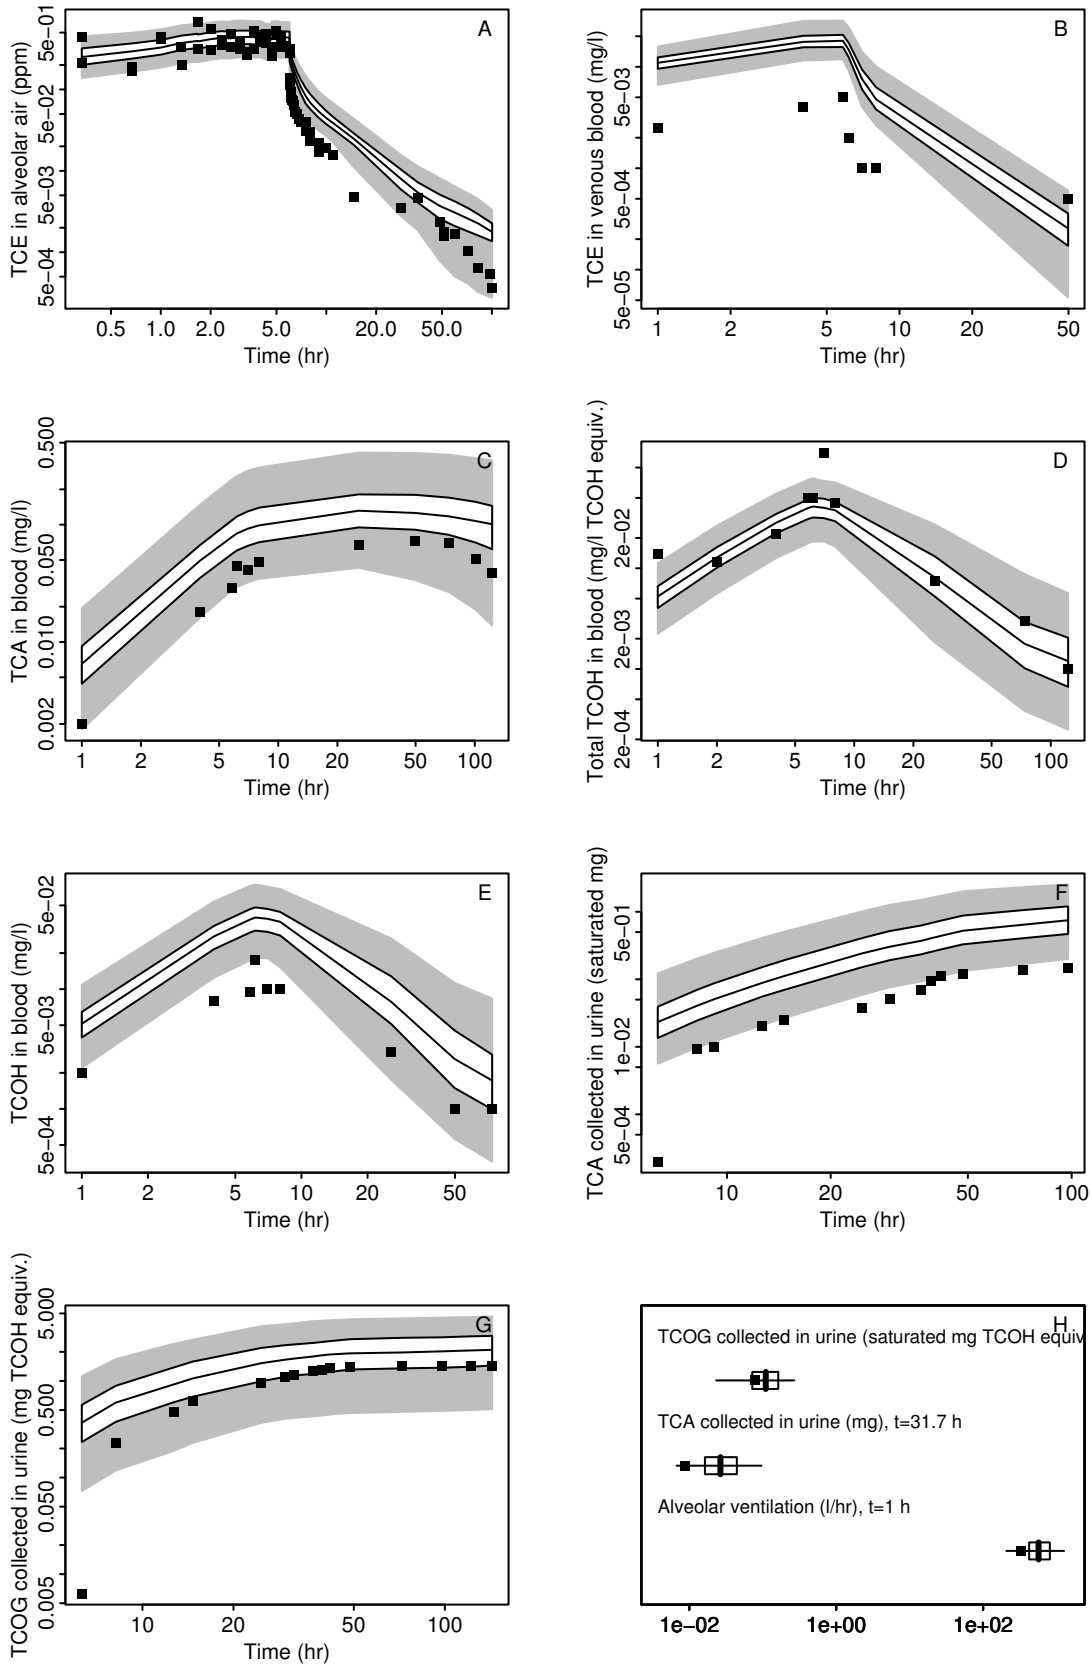 A
TCE in alveolar air (ppm)
5e−01
5e−02
5e−03
5e−04
0.5 1.0 2.0 5.0 20.0 50.0
Time (hr)
B
TCE in venous blood (mg/l)
5e−03
5e−04
5e−05
1 2 5 10 20 50
Time (hr)
C
TCA in blood (mg/l)
0.500
0.050
0.010
0.002
1 2 5 10 20 50 100
Time (hr)
D
Total TCOH in blood (mg/l TCOH equiv.)
2e−02
2e−03
2e−04
1 2 5 10 20 50 100
Time (hr)
E
TCOH in blood (mg/l)
5e−02
5e−03
5e−04
1 2 5 10 20 50
Time (hr)
F
TCA collected in urine (saturated mg)
5e−01
1e−02
5e−04
10 20 50 100
Time (hr)
G
TCOG collected in urine (mg TCOH equiv.)
5.000
0.500
0.050
0.005
10 20 50 100
Time (hr)
H
TCOG collected in urine (saturated mg TCOH equiv
TCA collected in urine (mg), t=31.7 h
Alveolar ventilation (l/hr), t=1 h
1e−02 1e+00 1e+02